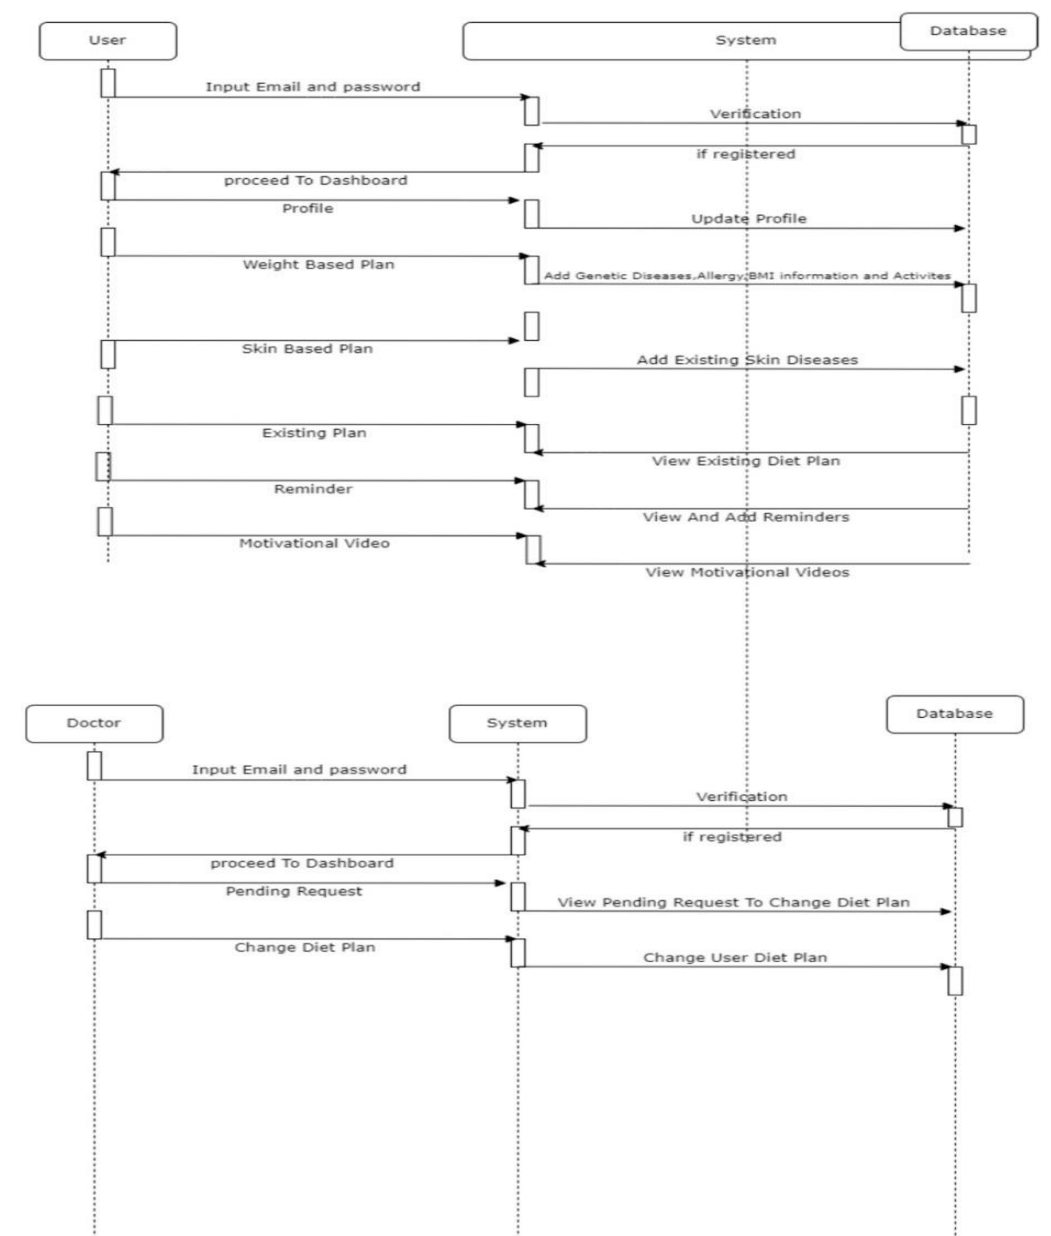 User
System
Database
Input Email and password
Verification
if registered
proceed To Dashboard
Profile
Update Profile
Weight Based Plan
Add Genetic Diseases,Allergy,BMI information and Activites
Skin Based Plan
Add Existing Skin Diseases
Existing Plan
View Existing Diet Plan
Reminder
View And Add Reminders
Motivational Video
View Motivational Videos
Doctor
System
Database
Input Email and password
Verification
if registered
proceed To Dashboard
Pending Request
View Pending Request To Change Diet Plan
Change Diet Plan
Change User Diet Plan